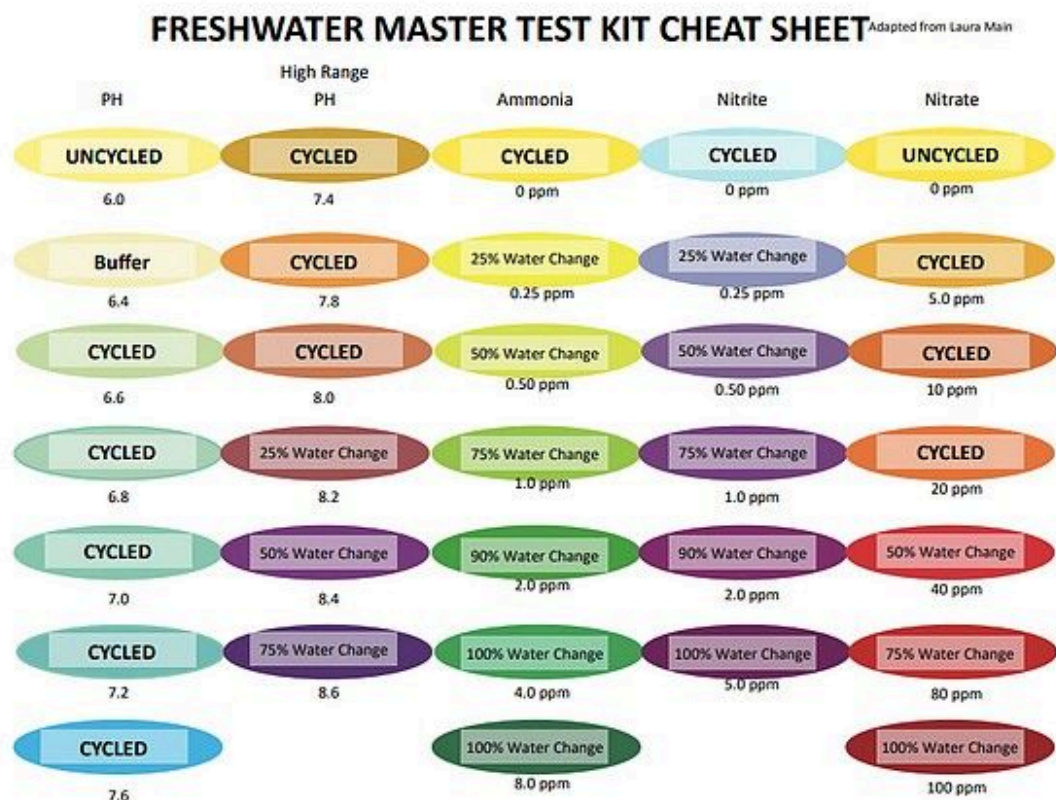 FRESHWATER MASTER TEST KIT CHEAT SHEET Adapted from Laura Main
High Range
PH PH Ammonia Nitrite Nitrate
UNCYCLED CYCLED CYCLED CYCLED UNCYCLED
6.0 7.4 0 ppm 0 ppm 0 ppm
Buffer CYCLED 25% Water Change 25% Water Change CYCLED
6.4 7.8 0.25 ppm 0.25 ppm 5.0 ppm
CYCLED CYCLED 50% Water Change 50% Water Change CYCLED
6.6 8.0 0.50 ppm 0.50 ppm 10 ppm
CYCLED 25% Water Change 75% Water Change 75% Water Change CYCLED
6.8 8.2 1.0 ppm 1.0 ppm 20 ppm
CYCLED 50% Water Change 90% Water Change 90% Water Change 50% Water Change
7.0 8.4 2.0 ppm 2.0 ppm 40 ppm
CYCLED 75% Water Change 100% Water Change 100% Water Change 75% Water Change
7.2 8.6 4.0 ppm 5.0 ppm 80 ppm
CYCLED 100% Water Change 100% Water Change
7.6 8.0 ppm 100 ppm